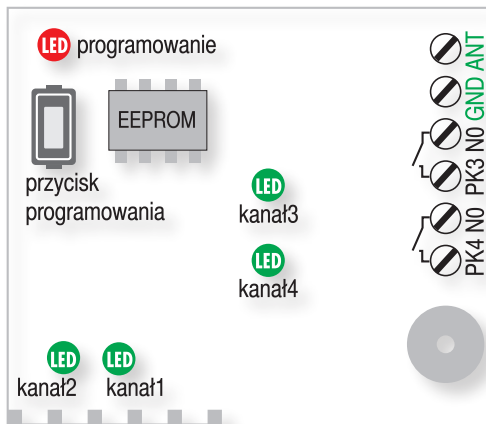 LED programowanie
EEPROM
przycisk
programowania
LED
kanał3
LED
kanał4
LED
kanał2
LED
kanał1
GND ANT
PK3 N0
PK4 N0